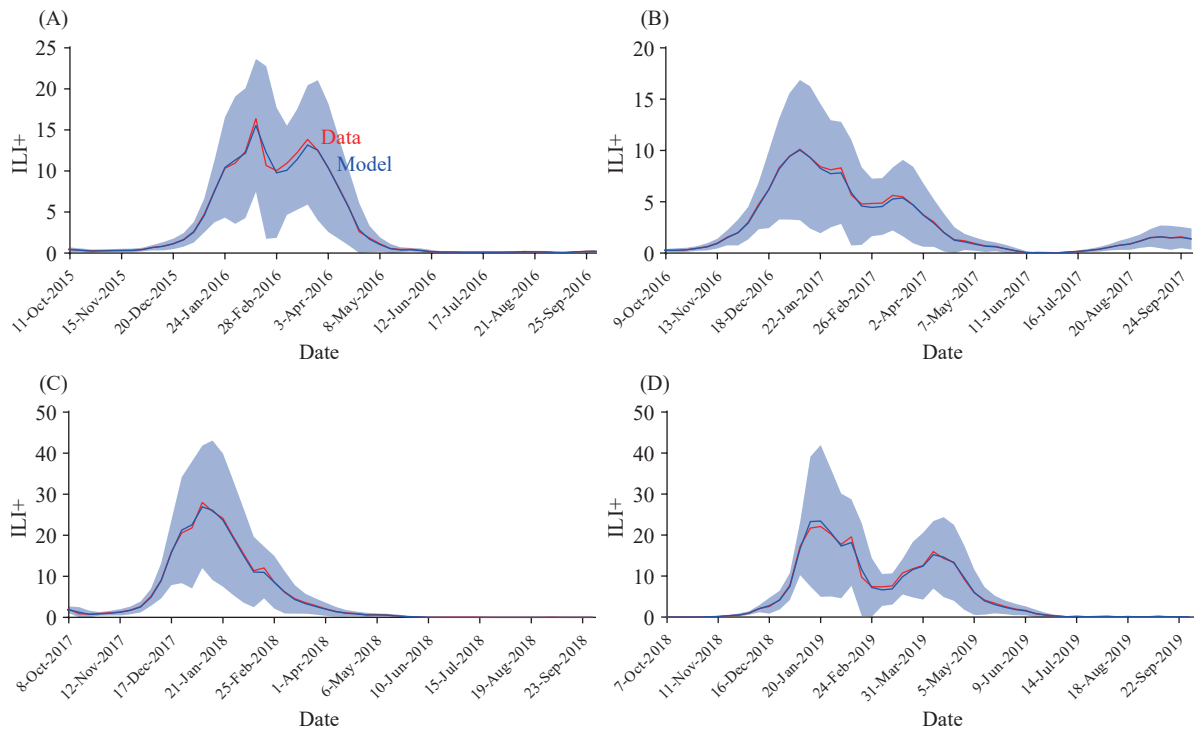 (A)
25
20
15
10
5
0
ILI+
Data
Model
11-Oct-2015
15-Nov-2015
20-Dec-2015
24-Jan-2016
28-Feb-2016
3-Apr-2016
8-May-2016
12-Jun-2016
17-Jul-2016
21-Aug-2016
25-Sep-2016
Date
(B)
20
15
10
5
0
ILI+
9-Oct-2016
13-Nov-2016
18-Dec-2016
22-Jan-2017
26-Feb-2017
2-Apr-2017
7-May-2017
11-Jun-2017
16-Jul-2017
20-Aug-2017
24-Sep-2017
Date
(C)
50
40
30
20
10
0
ILI+
8-Oct-2017
12-Nov-2017
17-Dec-2017
21-Jan-2018
25-Feb-2018
1-Apr-2018
6-May-2018
10-Jun-2018
15-Jul-2018
19-Aug-2018
23-Sep-2018
Date
(D)
50
40
30
20
10
0
ILI+
7-Oct-2018
11-Nov-2018
16-Dec-2018
20-Jan-2019
24-Feb-2019
31-Mar-2019
5-May-2019
9-Jun-2019
14-Jul-2019
18-Aug-2019
22-Sep-2019
Date